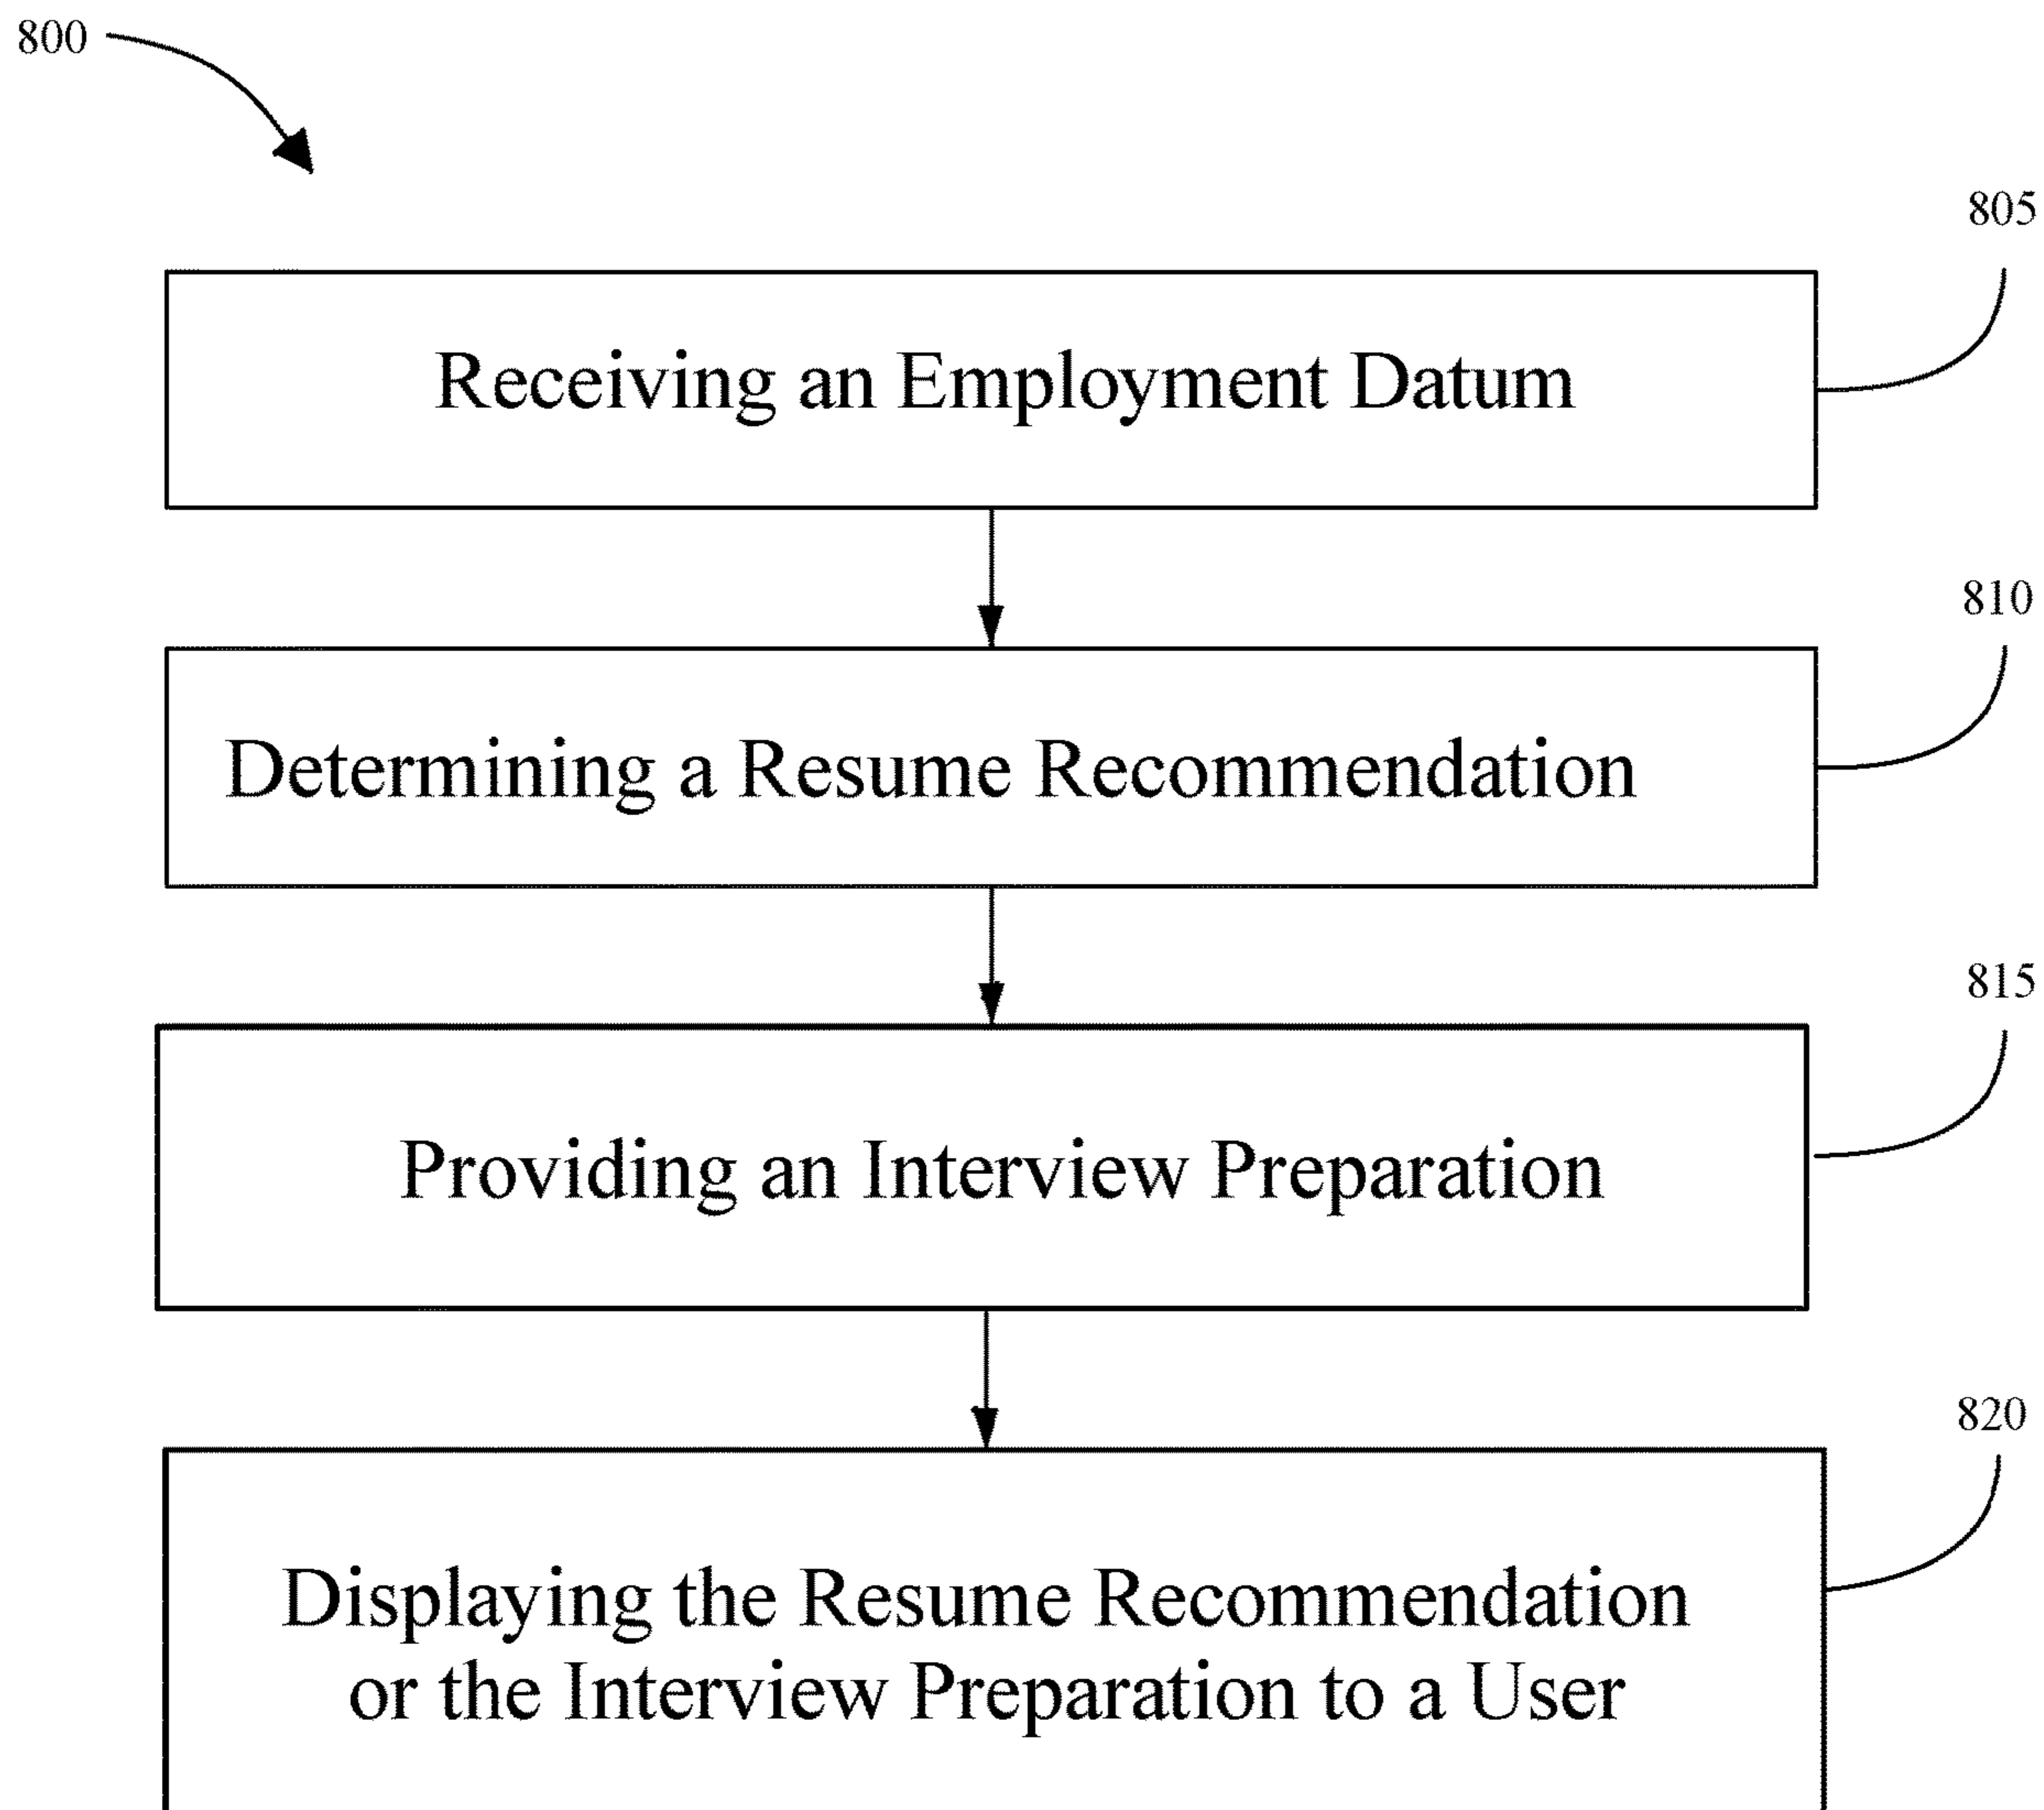 800
805
Receiving an Employment Datum
810
Determining a Resume Recommendation
815
Providing an Interview Preparation
820
Displaying the Resume Recommendation
or the Interview Preparation to a User